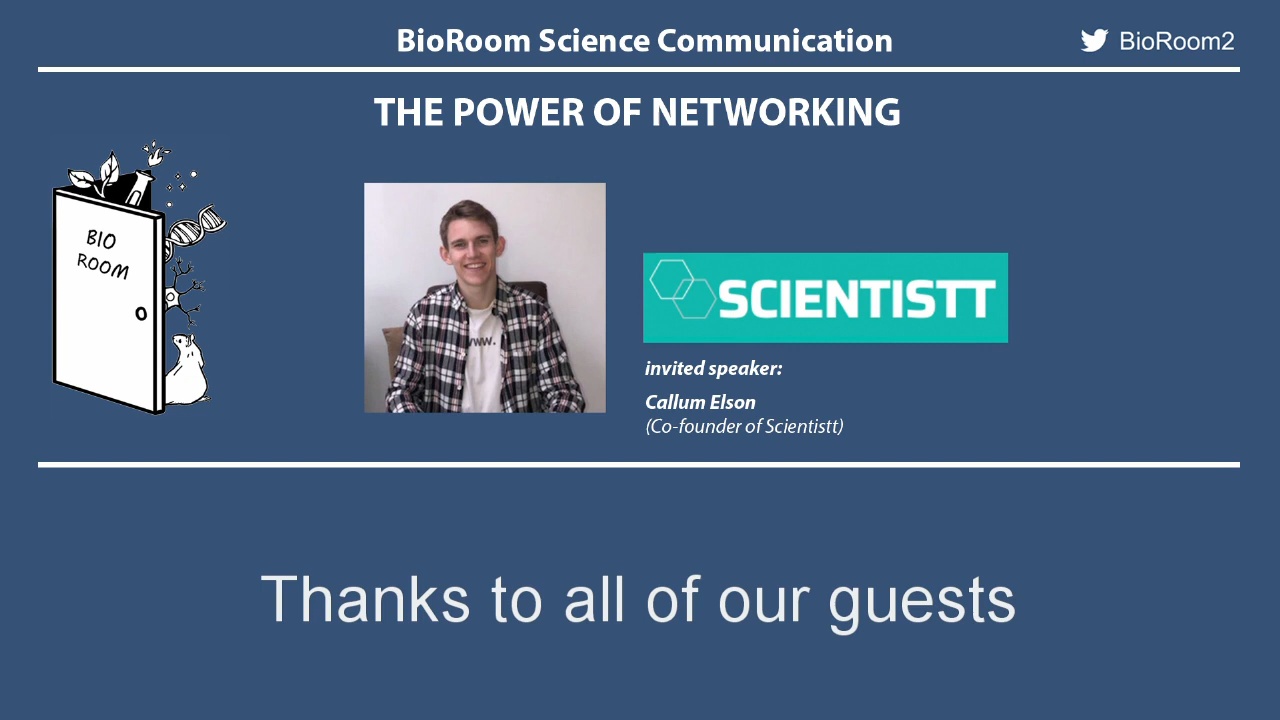 BioRoom Science Communication
BioRoom2
THE POWER OF NETWORKING
BIO
ROOM
www.
SCIENTISTT
invited speaker:
Callum Elson
(Co-founder of Scientistt)
Thanks to all of our guests